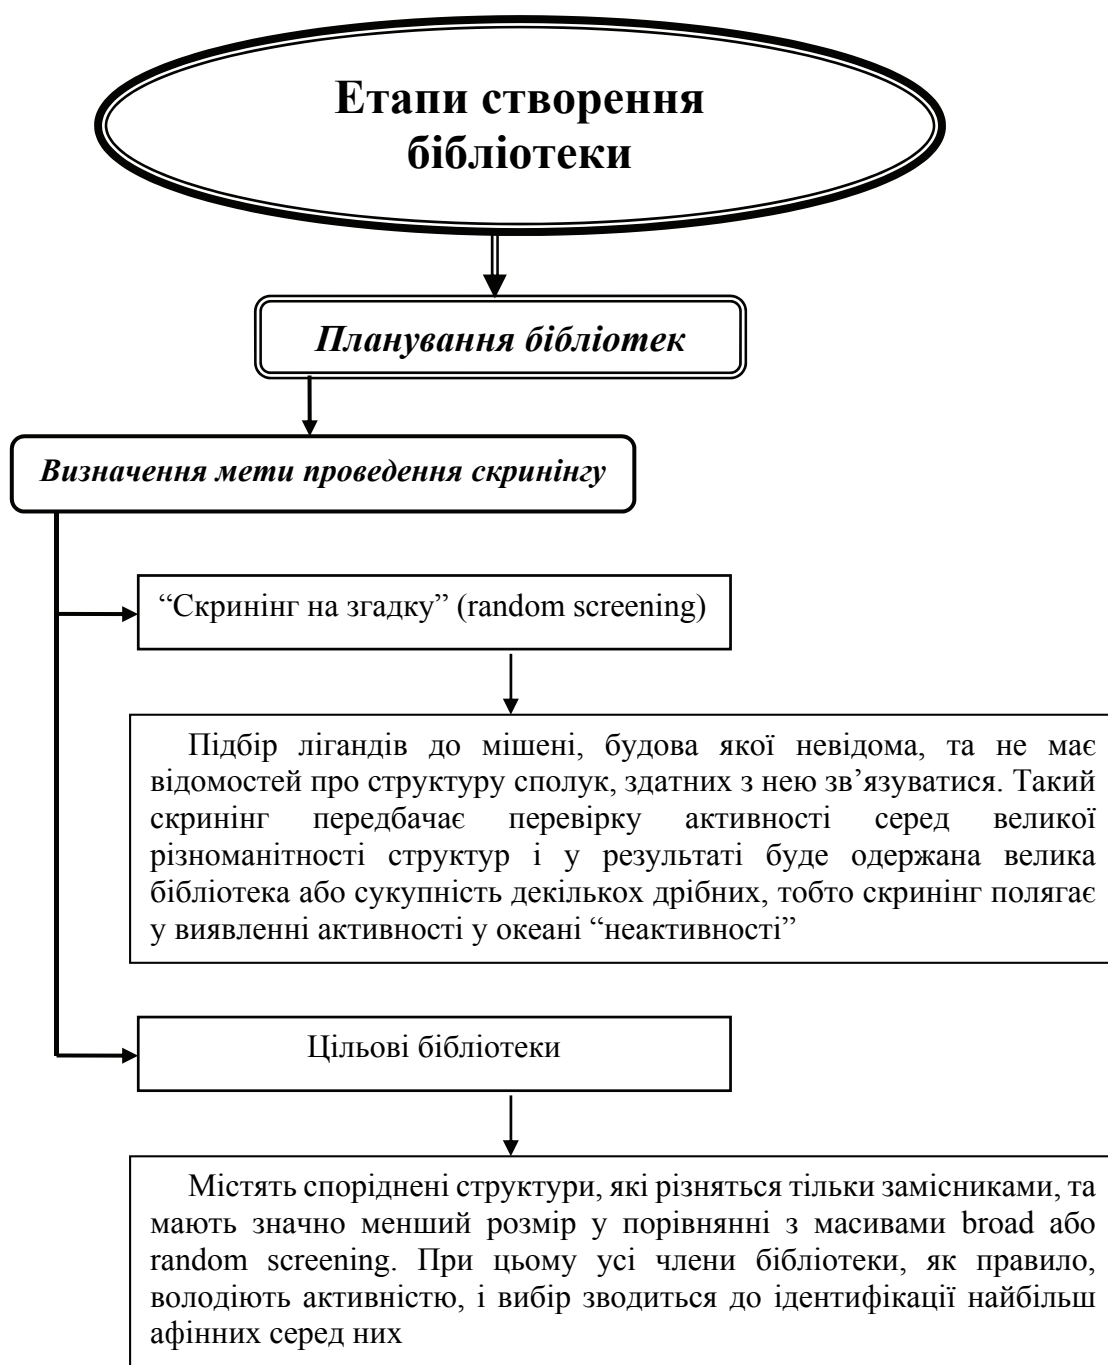 Етапи створення
бібліотеки
Планування бібліотек
Визначення мети проведення скринінгу
“Скринінг на згадку” (random screening)
Підбір лігандів до мішені, будова якої невідома, та не має
відомостей про структуру сполук, здатних з нею зв’язуватися. Такий
скринінг передбачає перевірку активності серед великої
різноманітності структур і у результаті буде одержана велика
бібліотека або сукупність декількох дрібних, тобто скринінг полягає
у виявленні активності у океані “неактивності”
Цільові бібліотеки
Містять споріднені структури, які різняться тільки замісниками, та
мають значно менший розмір у порівнянні з масивами broad або
random screening. При цьому усі члени бібліотеки, як правило,
володіють активністю, і вибір зводиться до ідентифікації найбільш
афінних серед них